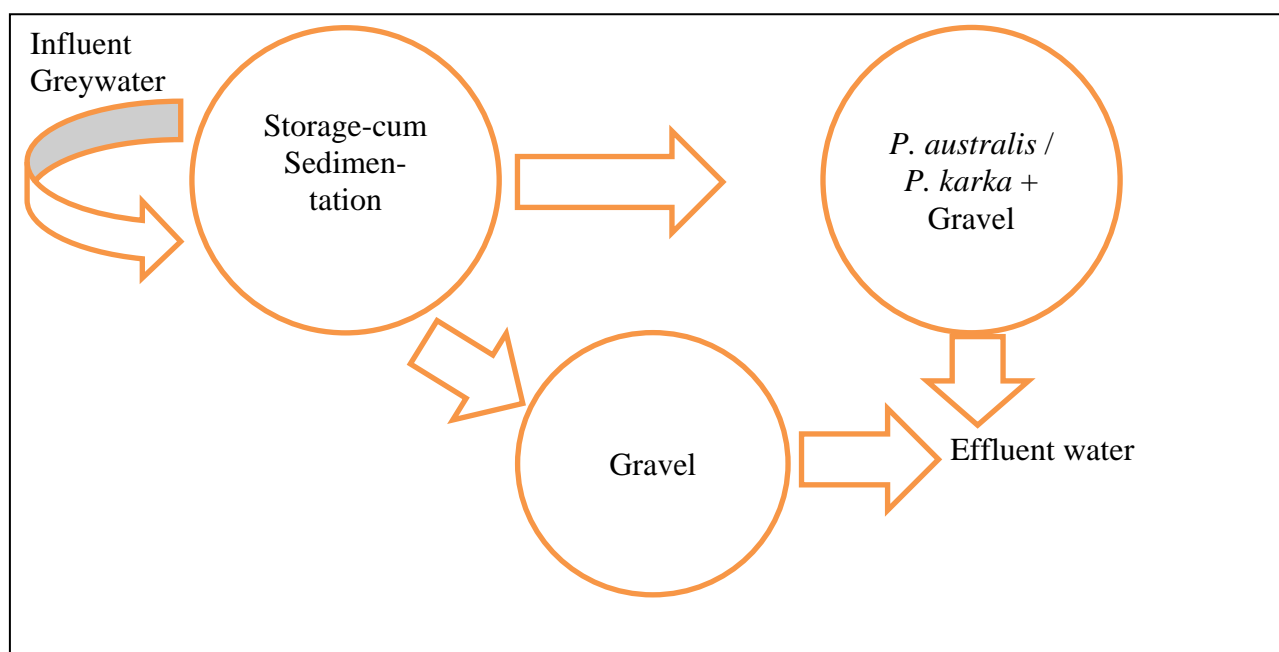 Influent
Greywater
Storage-cum
Sedimen-
tation
P. australis /
P. karka +
Gravel
Gravel
Effluent water